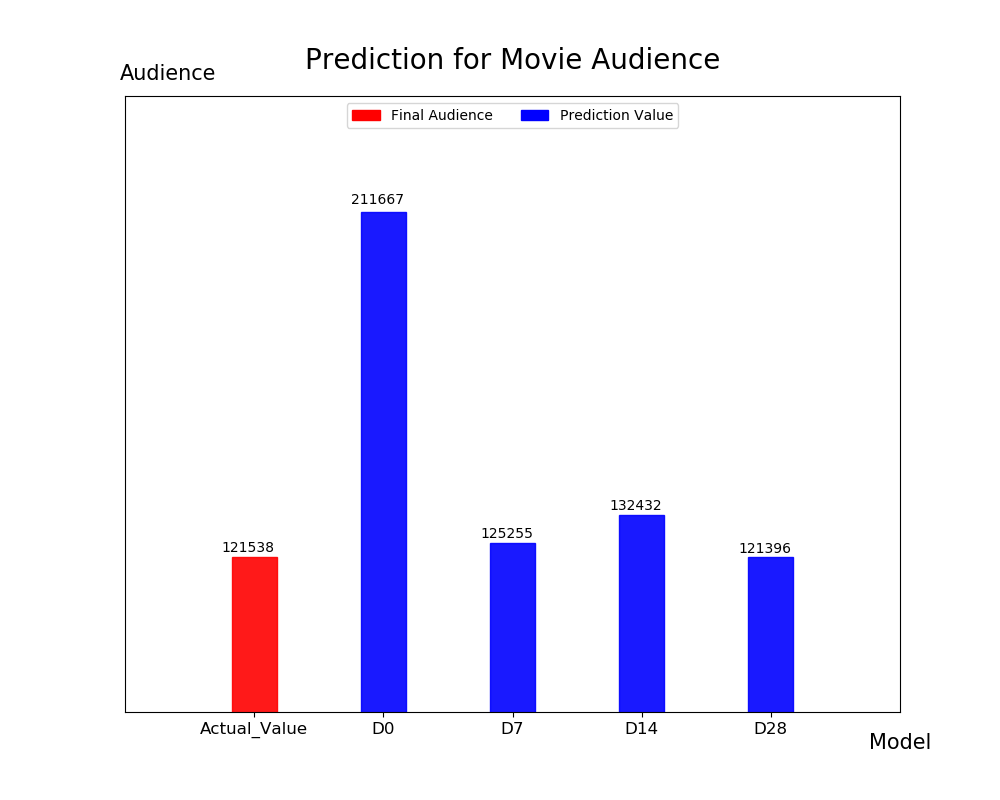 Prediction for Movie Audience
Audience
Final Audience Prediction Value
211667
132432
125255
121538
121396
Actual_Value D0 D7 D14 D28
Model